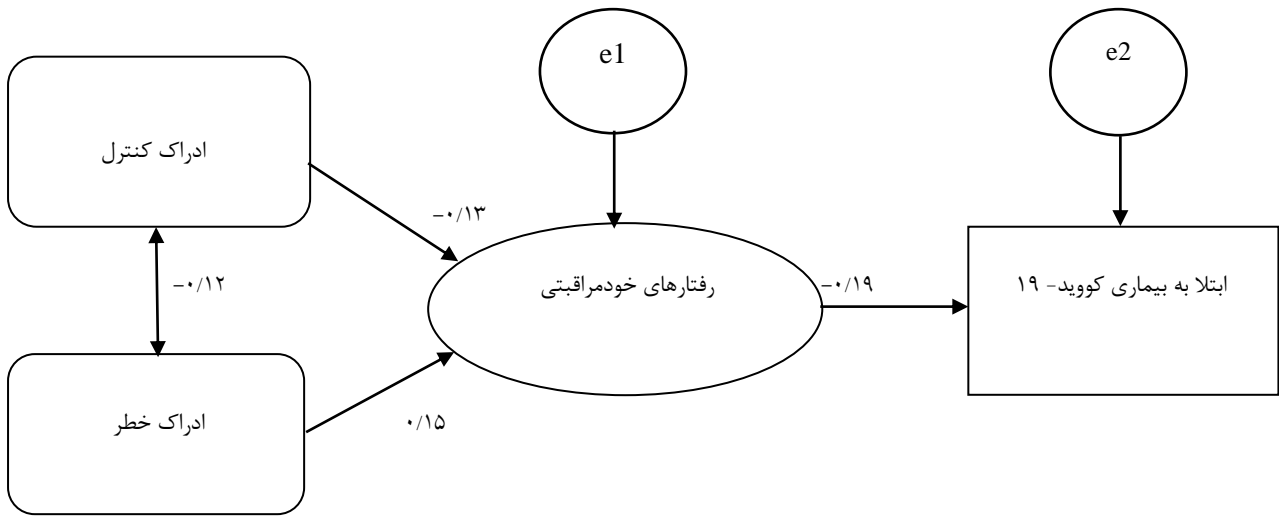 e1
e2
ادراک کنترل
-۰/۱۳
-۰/۱۲
رفتارهای خودمراقبتی
-۰/۱۹
ابتلا به بیماری کووید- ۱۹
ادراک خطر
۰/۱۵